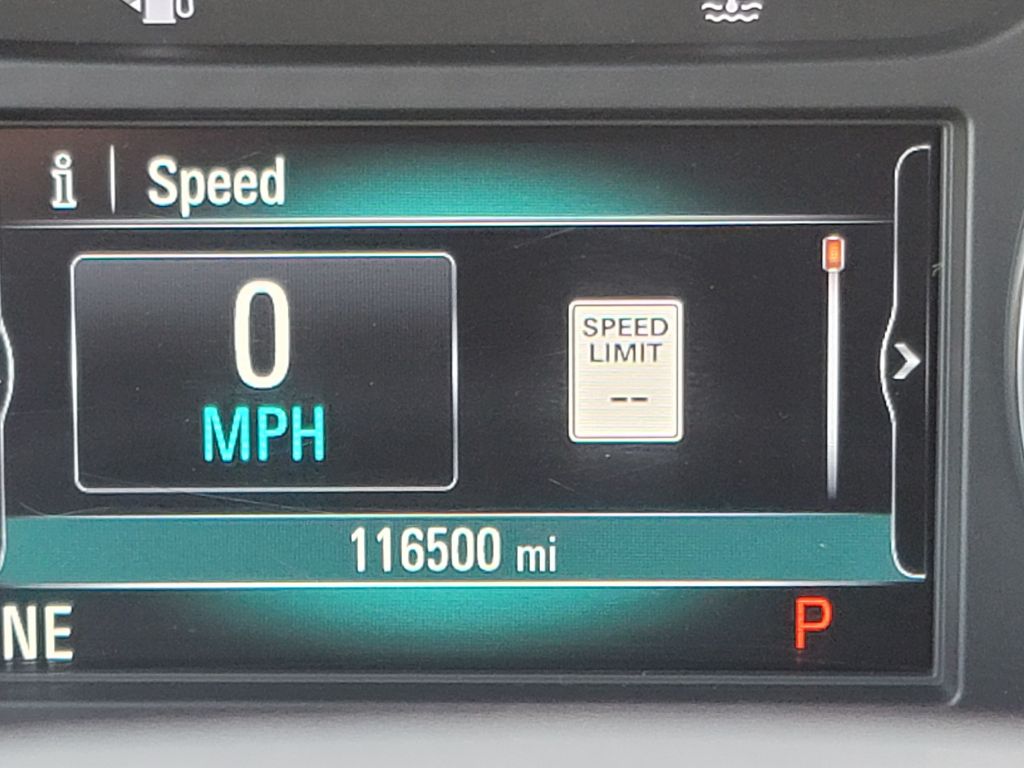 i Speed
0
MPH
SPEED
LIMIT
--
116500 mi
NE P